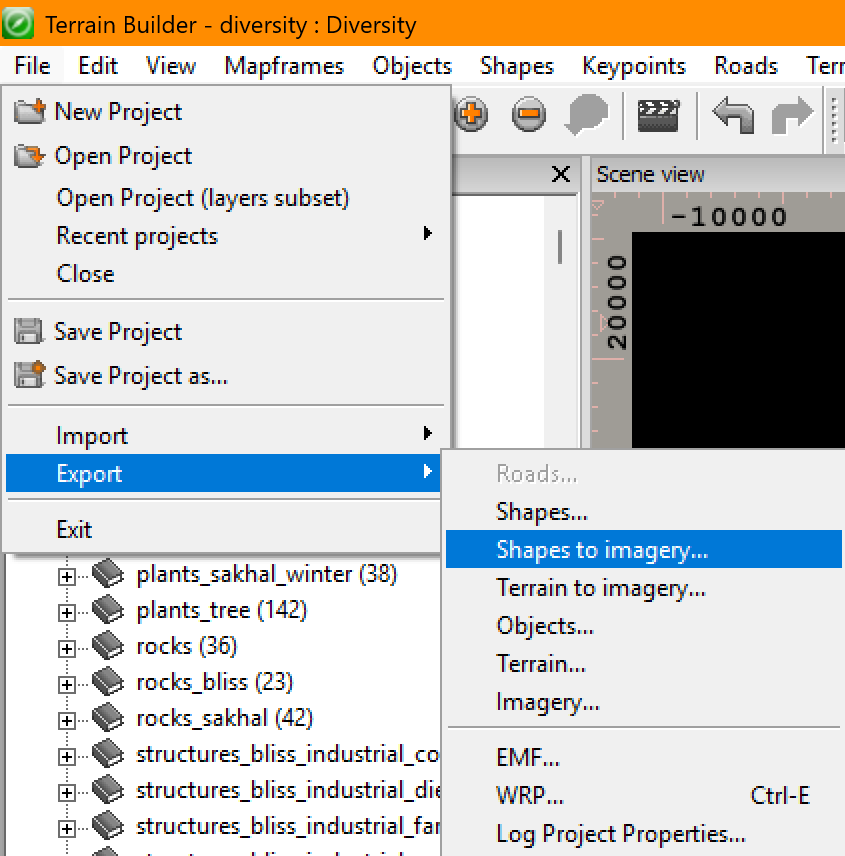 Terrain Builder - diversity : Diversity
File Edit View Mapframes Objects Shapes Keypoints Roads
New Project
Open Project
Open Project (layers subset)
Recent projects
Close
Save Project
Save Project as...
Import
Export
Exit
Scene view
-10000
20000
Roads...
Shapes...
Shapes to imagery...
Terrain to imagery...
Objects...
Terrain...
Imagery...
EMF...
WRP... Ctrl-E
Log Project Properties...
plants_sakhal_winter (38)
plants_tree (142)
rocks (36)
rocks_bliss (23)
rocks_sakhal (42)
structures_bliss_industrial_co
structures_bliss_industrial_die
structures_bliss_industrial_far